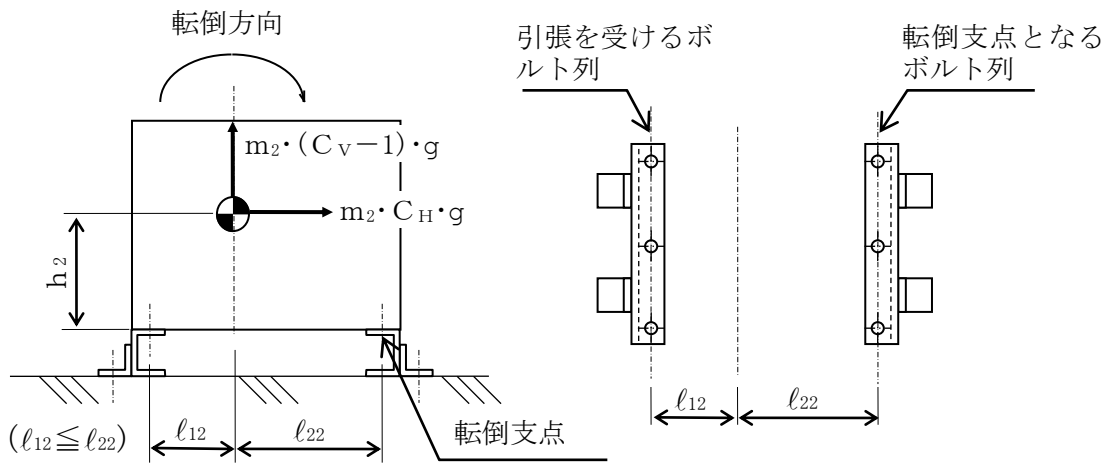 転倒方向
m₂・(Cᵥ－1)・g
m₂・C_H・g
h₂
(ℓ₁₂≦ℓ₂₂)
ℓ₁₂
ℓ₂₂
転倒支点
引張を受けるボ
ルト列
転倒支点となる
ボルト列
ℓ₁₂
ℓ₂₂